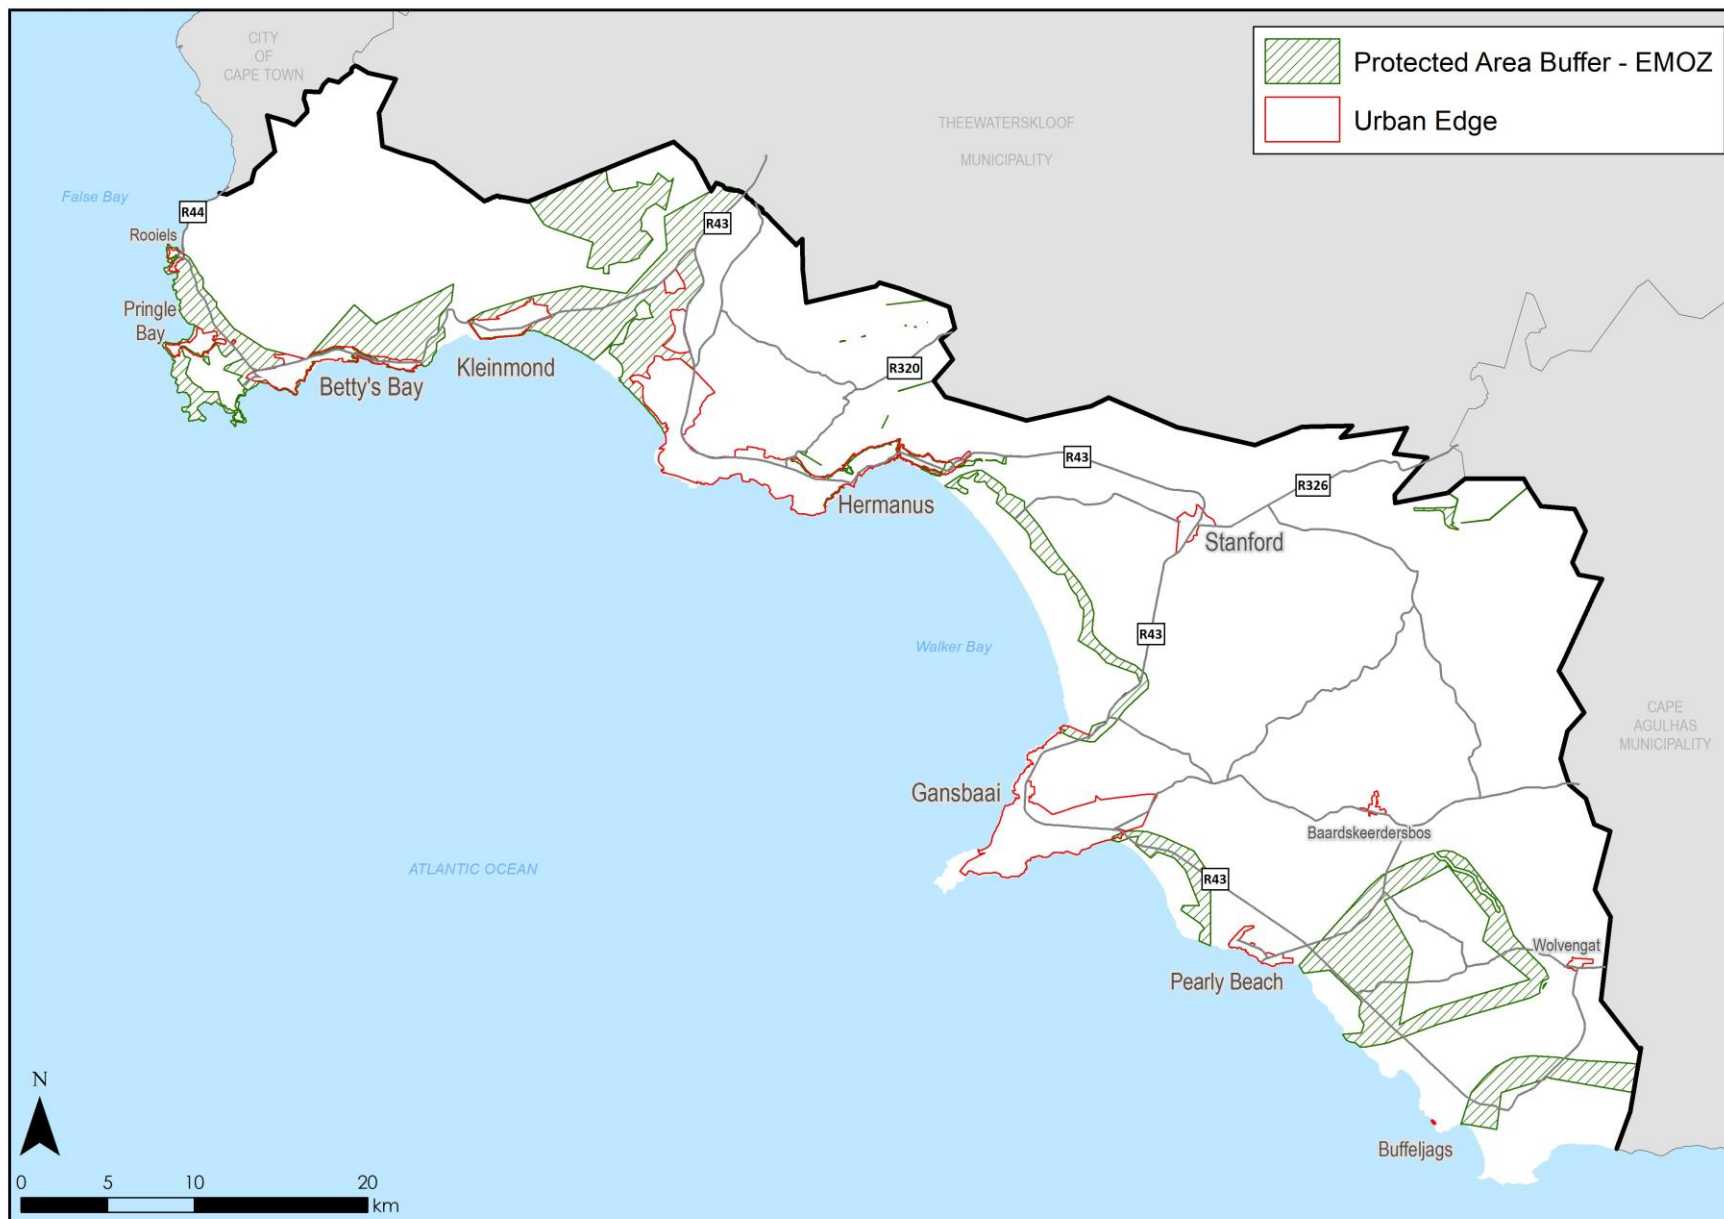 CITY
OF
CAPE TOWN
Protected Area Buffer - EMOZ
Urban Edge
THEEWATERSKLOOF
MUNICIPALITY
False Bay
R44
Rooiels
R43
Pringle
Bay
Betty's Bay
Kleinmond
R320
R43
R326
Hermanus
Stanford
R43
Walker Bay
CAPE
AGULHAS
MUNICIPALITY
Gansbaai
Baardskeerdersbos
ATLANTIC OCEAN
R43
Wolvengat
Pearly Beach
N
Buffeljags
0 5 10 20
km